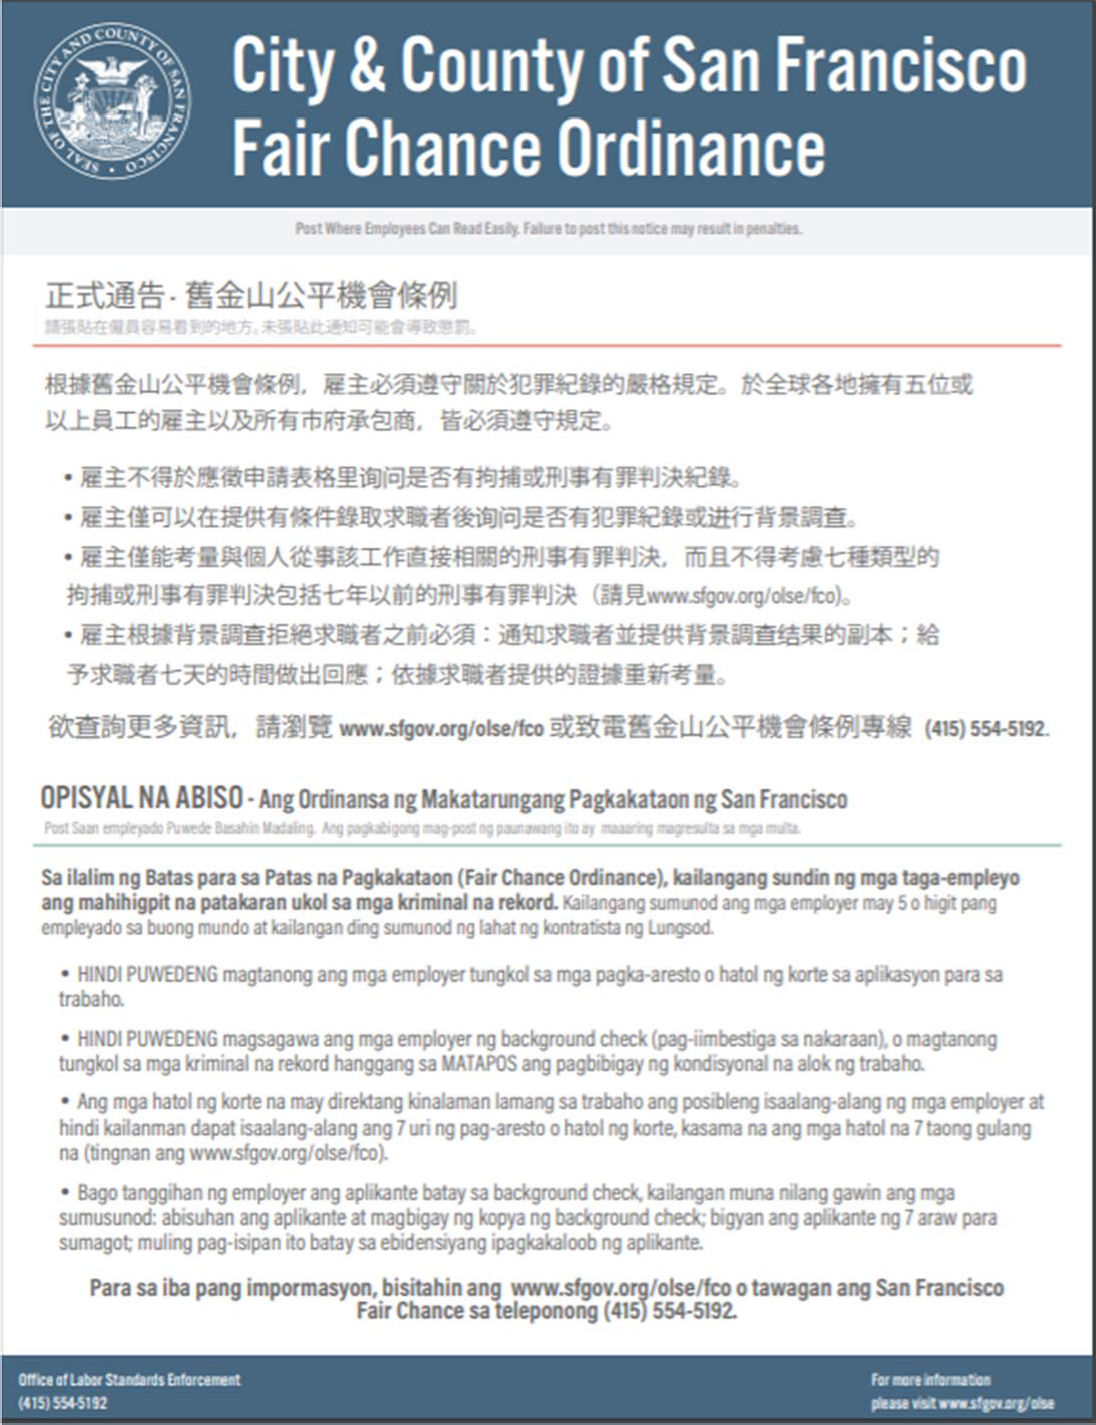 SEAL OF THE CITY AND COUNTY OF SAN FRANCISCO
City & County of San Francisco
Fair Chance Ordinance
Post Where Employees Can Read Easily. Failure to post this notice may result in penalties.
正式通告 - 舊金山公平機會條例
請張貼在僱員容易看到的地方。未張貼此通知可能會導致懲罰。
根據舊金山公平機會條例，雇主必須遵守關於犯罪紀錄的嚴格規定。於全球各地擁有五位或
以上員工的雇主以及所有市府承包商，皆必須遵守規定。
• 雇主不得於應徵申請表格里询问是否有拘捕或刑事有罪判決紀錄。
• 雇主僅可以在提供有條件錄取求職者後询问是否有犯罪紀錄或进行背景調查。
• 雇主僅能考量與個人從事該工作直接相關的刑事有罪判決，而且不得考慮七種類型的
拘捕或刑事有罪判決包括七年以前的刑事有罪判決（請見www.sfgov.org/olse/fco)。
• 雇主根據背景調查拒絕求職者之前必須：通知求職者並提供背景調查结果的副本；給
予求職者七天的時間做出回應；依據求職者提供的證據重新考量。
欲查詢更多資訊，請瀏覽 www.sfgov.org/olse/fco 或致電舊金山公平機會條例專線 (415) 554-5192.
OPISYAL NA ABISO - Ang Ordinansa ng Makatarungang Pagkakataon ng San Francisco
Post Saan empleyado Puwede Basahin Madaling. Ang pagkabigong mag-post ng paunawang ito ay maaaring magresulta sa mga multa.
Sa ilalim ng Batas para sa Patas na Pagkakataon (Fair Chance Ordinance), kailangang sundin ng mga taga-empleyo
ang mahihigpit na patakaran ukol sa mga kriminal na rekord. Kailangang sumunod ang mga employer may 5 o higit pang
empleyado sa buong mundo at kailangan ding sumunod ng lahat ng kontratista ng Lungsod.
• HINDI PUWEDENG magtanong ang mga employer tungkol sa mga pagka-aresto o hatol ng korte sa aplikasyon para sa
trabaho.
• HINDI PUWEDENG magsagawa ang mga employer ng background check (pag-iimbestiga sa nakaraan), o magtanong
tungkol sa mga kriminal na rekord hanggang sa MATAPOS ang pagbibigay ng kondisyonal na alok ng trabaho.
• Ang mga hatol ng korte na may direktang kinalaman lamang sa trabaho ang posibleng isaalang-alang ng mga employer at
hindi kailanman dapat isaalang-alang ang 7 uri ng pag-aresto o hatol ng korte, kasama na ang mga hatol na 7 taong gulang
na (tingnan ang www.sfgov.org/olse/fco).
• Bago tanggihan ng employer ang aplikante batay sa background check, kailangan muna nilang gawin ang mga
sumusunod: abisuhan ang aplikante at magbigay ng kopya ng background check; bigyan ang aplikante ng 7 araw para
sumagot; muling pag-isipan ito batay sa ebidensiyang ipagkakaloob ng aplikante.
Para sa iba pang impormasyon, bisitahin ang www.sfgov.org/olse/fco o tawagan ang San Francisco
Fair Chance sa teleponong (415) 554-5192.
Office of Labor Standards Enforcement
(415) 554-5192
For more information
please visit www.sfgov.org/olse